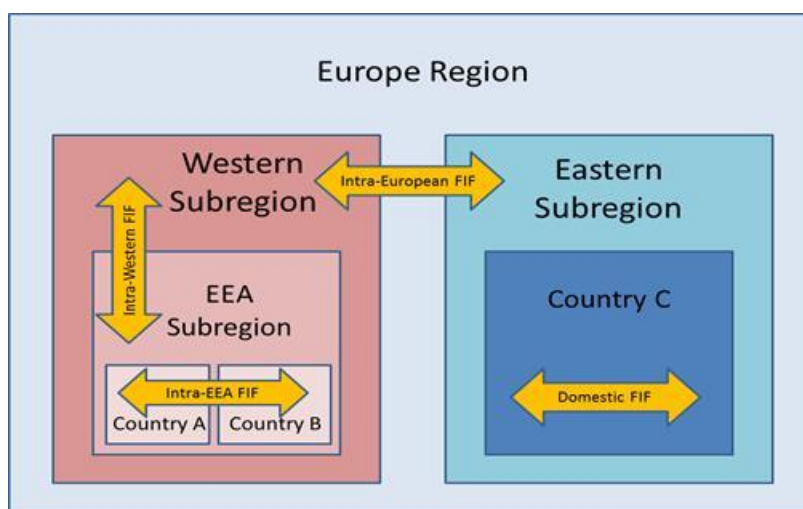 Europe Region
Western
Subregion
Intra-European FIF
Eastern
Subregion
Intra-Western FIF
EEA
Subregion
Country C
Intra-EEA FIF
Domestic FIF
Country A
Country B